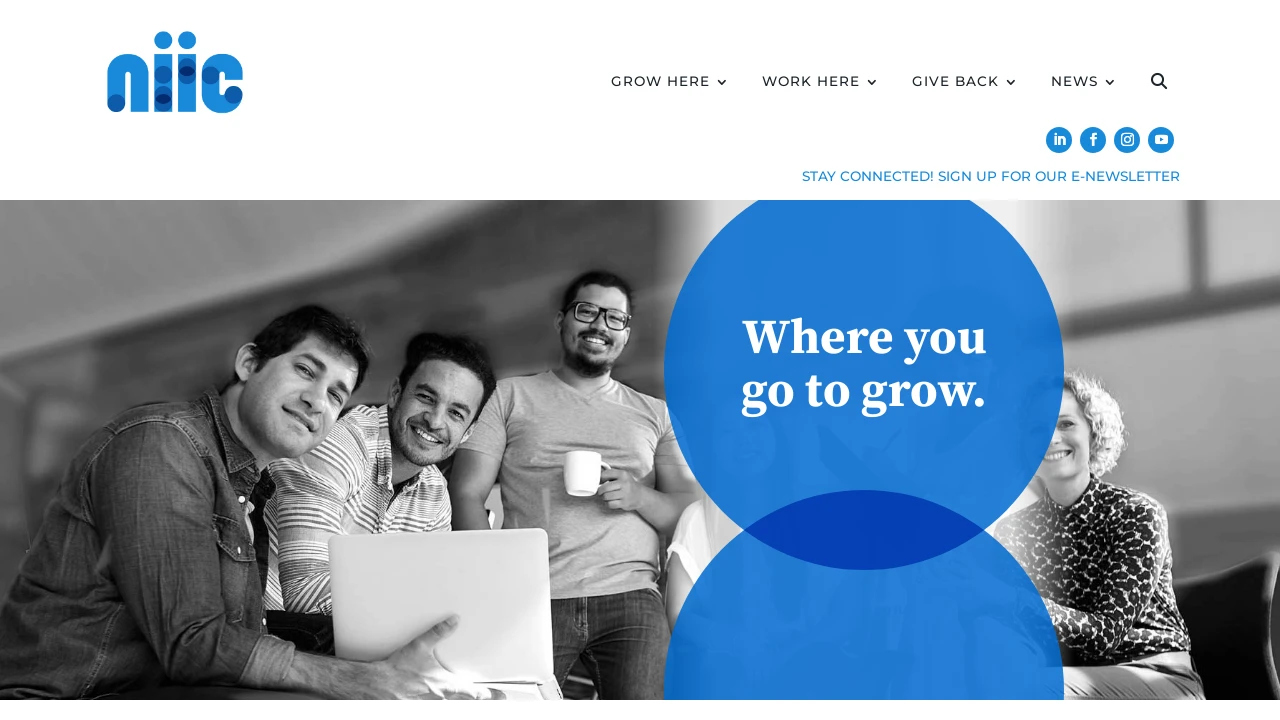 niic
GROW HERE
WORK HERE
GIVE BACK
NEWS
in
f
STAY CONNECTED! SIGN UP FOR OUR E-NEWSLETTER
Where you
go to grow.